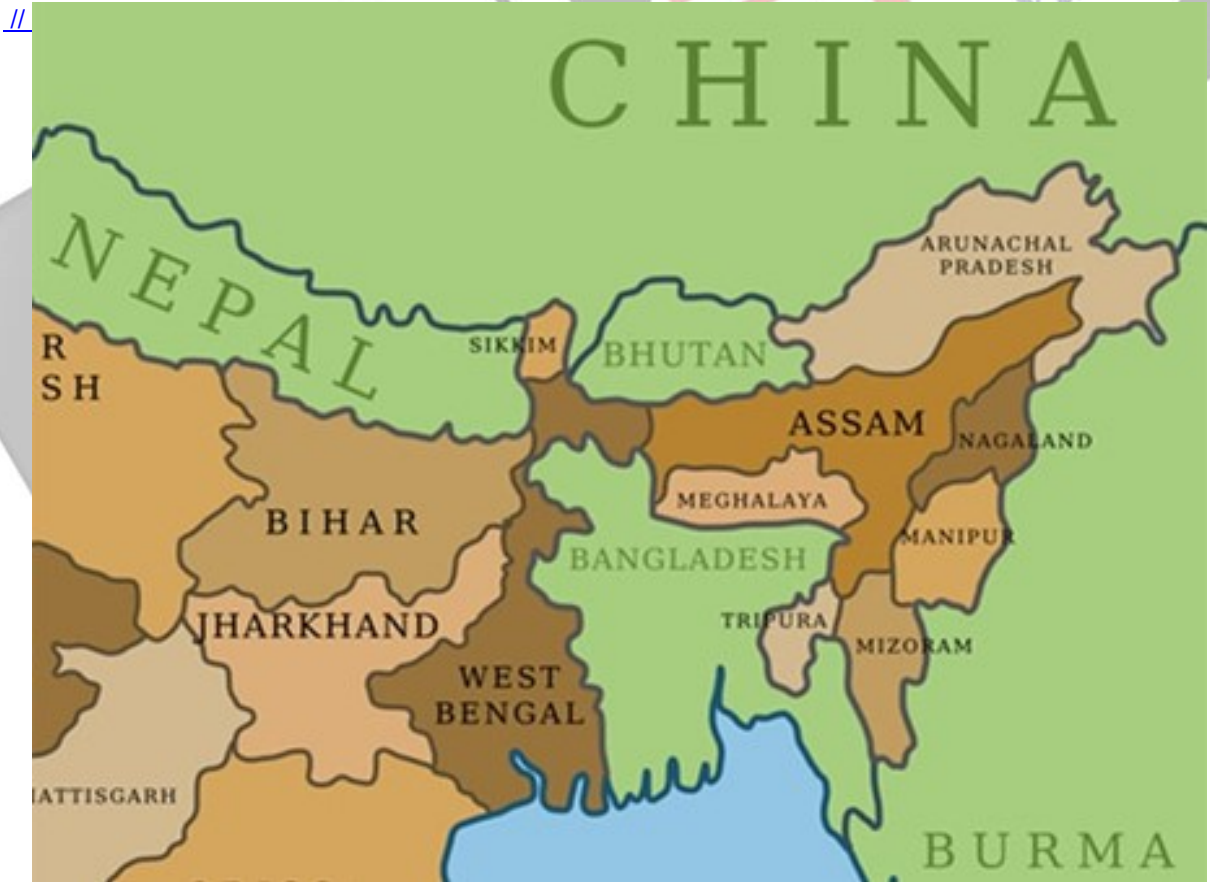 //
CHINA
NEPAL
ARUNACHAL
PRADESH
SIKKIM
BHUTAN
R
SH
ASSAM
NAGALAND
MEGHALAYA
BIHAR
MANIPUR
BANGLADESH
JHARKHAND
TRIPURA
MIZORAM
WEST
BENGAL
HATTISGARH
BURMA